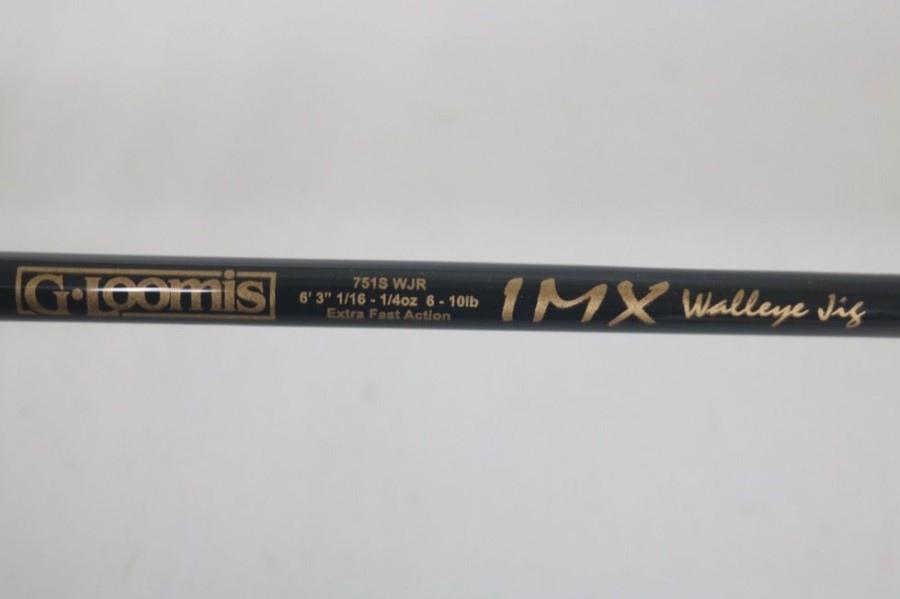 G·Loomis
751S WJR
6' 3" 1/16 - 1/4oz 6 - 10lb
Extra Fast Action
IMX Walleye Jig